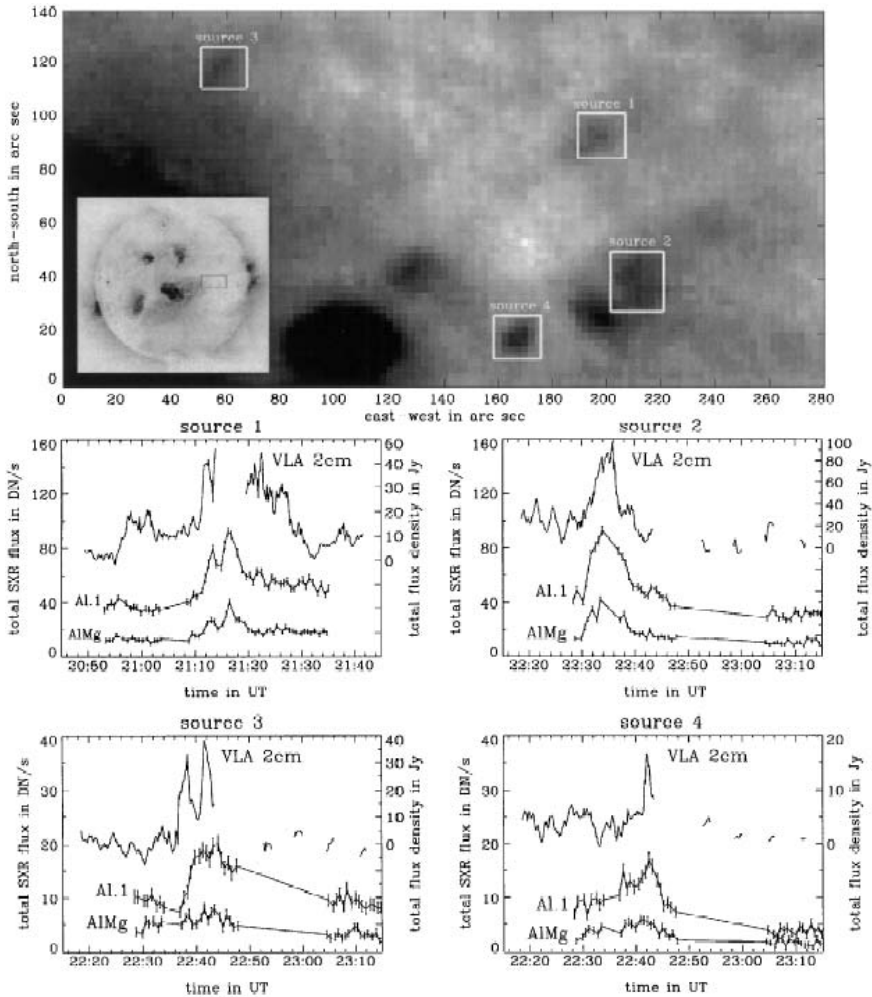 140
120
100
80
60
40
20
0
north-south in arc sec
source 3
source 1
source 2
source 4
0 20 40 60 80 100 120 140 160 180 200 220 240 260 280
east-west in arc sec
source 1
160
120
80
40
0
total SXR flux in DN/s
VLA 2cm
Al.1
AlMg
60
40
30
20
10
0
total flux density in Jy
20:50 21:00 21:10 21:20 21:30 21:40
time in UT
source 2
160
120
80
40
0
total SXR flux in DN/s
VLA 2cm
Al.1
AlMg
100
80
60
40
20
0
total flux density in Jy
22:20 22:30 22:40 22:50 23:00 23:10
time in UT
source 3
40
30
20
10
0
total SXR flux in DN/s
VLA 2cm
Al.1
AlMg
40
30
20
10
0
total flux density in Jy
22:20 22:30 22:40 22:50 23:00 23:10
time in UT
source 4
40
30
20
10
0
total SXR flux in DN/s
VLA 2cm
Al.1
AlMg
20
10
0
total flux density in Jy
22:20 22:30 22:40 22:50 23:00 23:10
time in UT